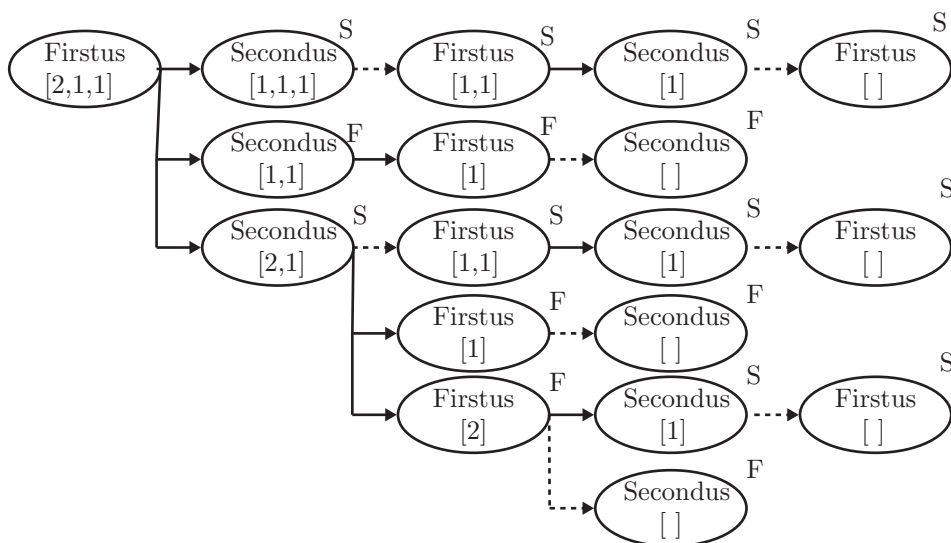 S S S S
Firstus Secondus Firstus Secondus Firstus
[2,1,1] [1,1,1] [1,1] [1] [ ]
F F F
Secondus Firstus Secondus
[1,1] [1] [ ]
S S S S
Secondus Firstus Secondus Firstus
[2,1] [1,1] [1] [ ]
F F
Firstus Secondus
[1] [ ]
F S S
Firstus Secondus Firstus
[2] [1] [ ]
F
Secondus
[ ]